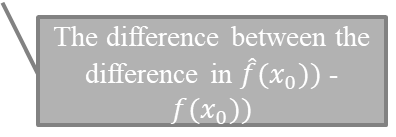 The difference between the
difference in f̂(x₀)) -
f(x₀))